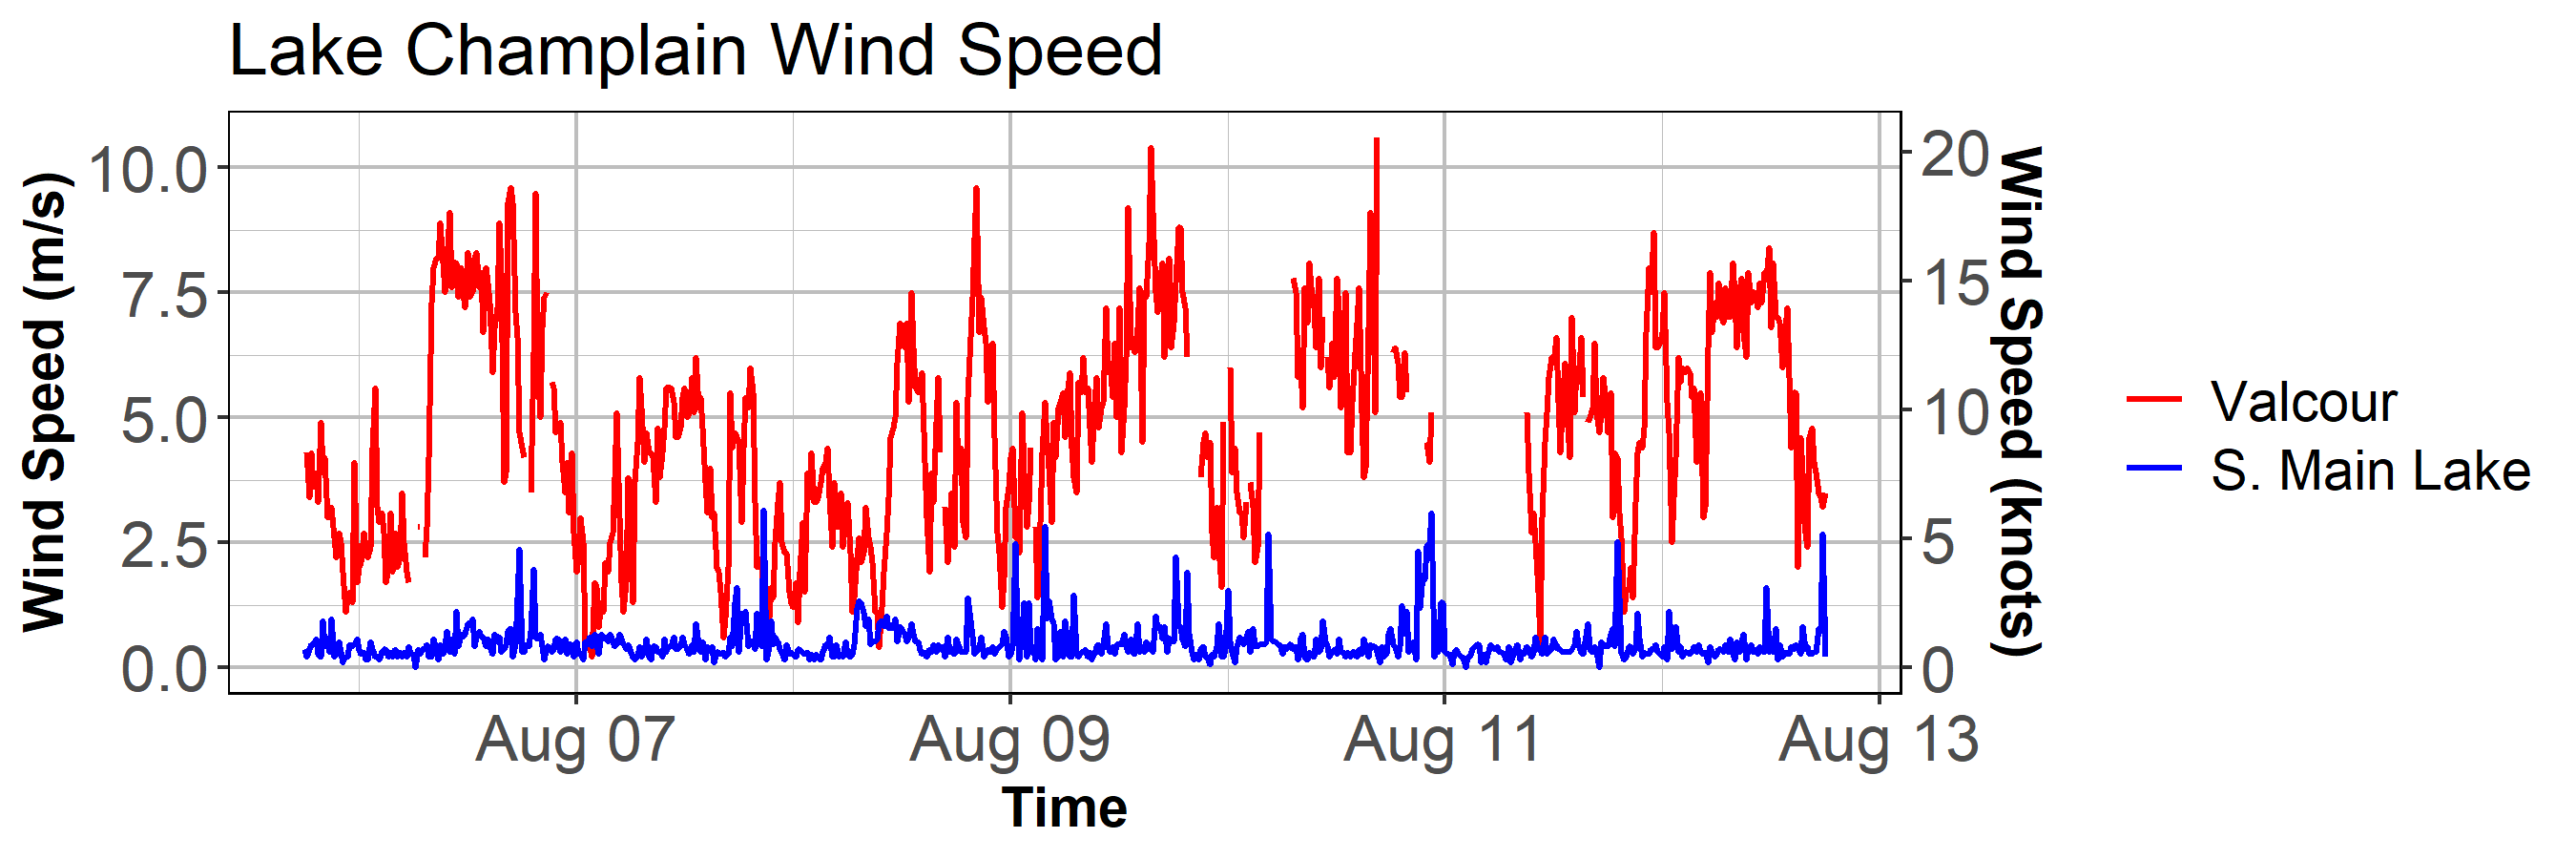 Lake Champlain Wind Speed
Wind Speed (m/s)
10.0
7.5
5.0
2.5
0.0
20
15
10
5
0
Wind Speed (knots)
Aug 07
Aug 09
Aug 11
Aug 13
Time
Valcour
S. Main Lake